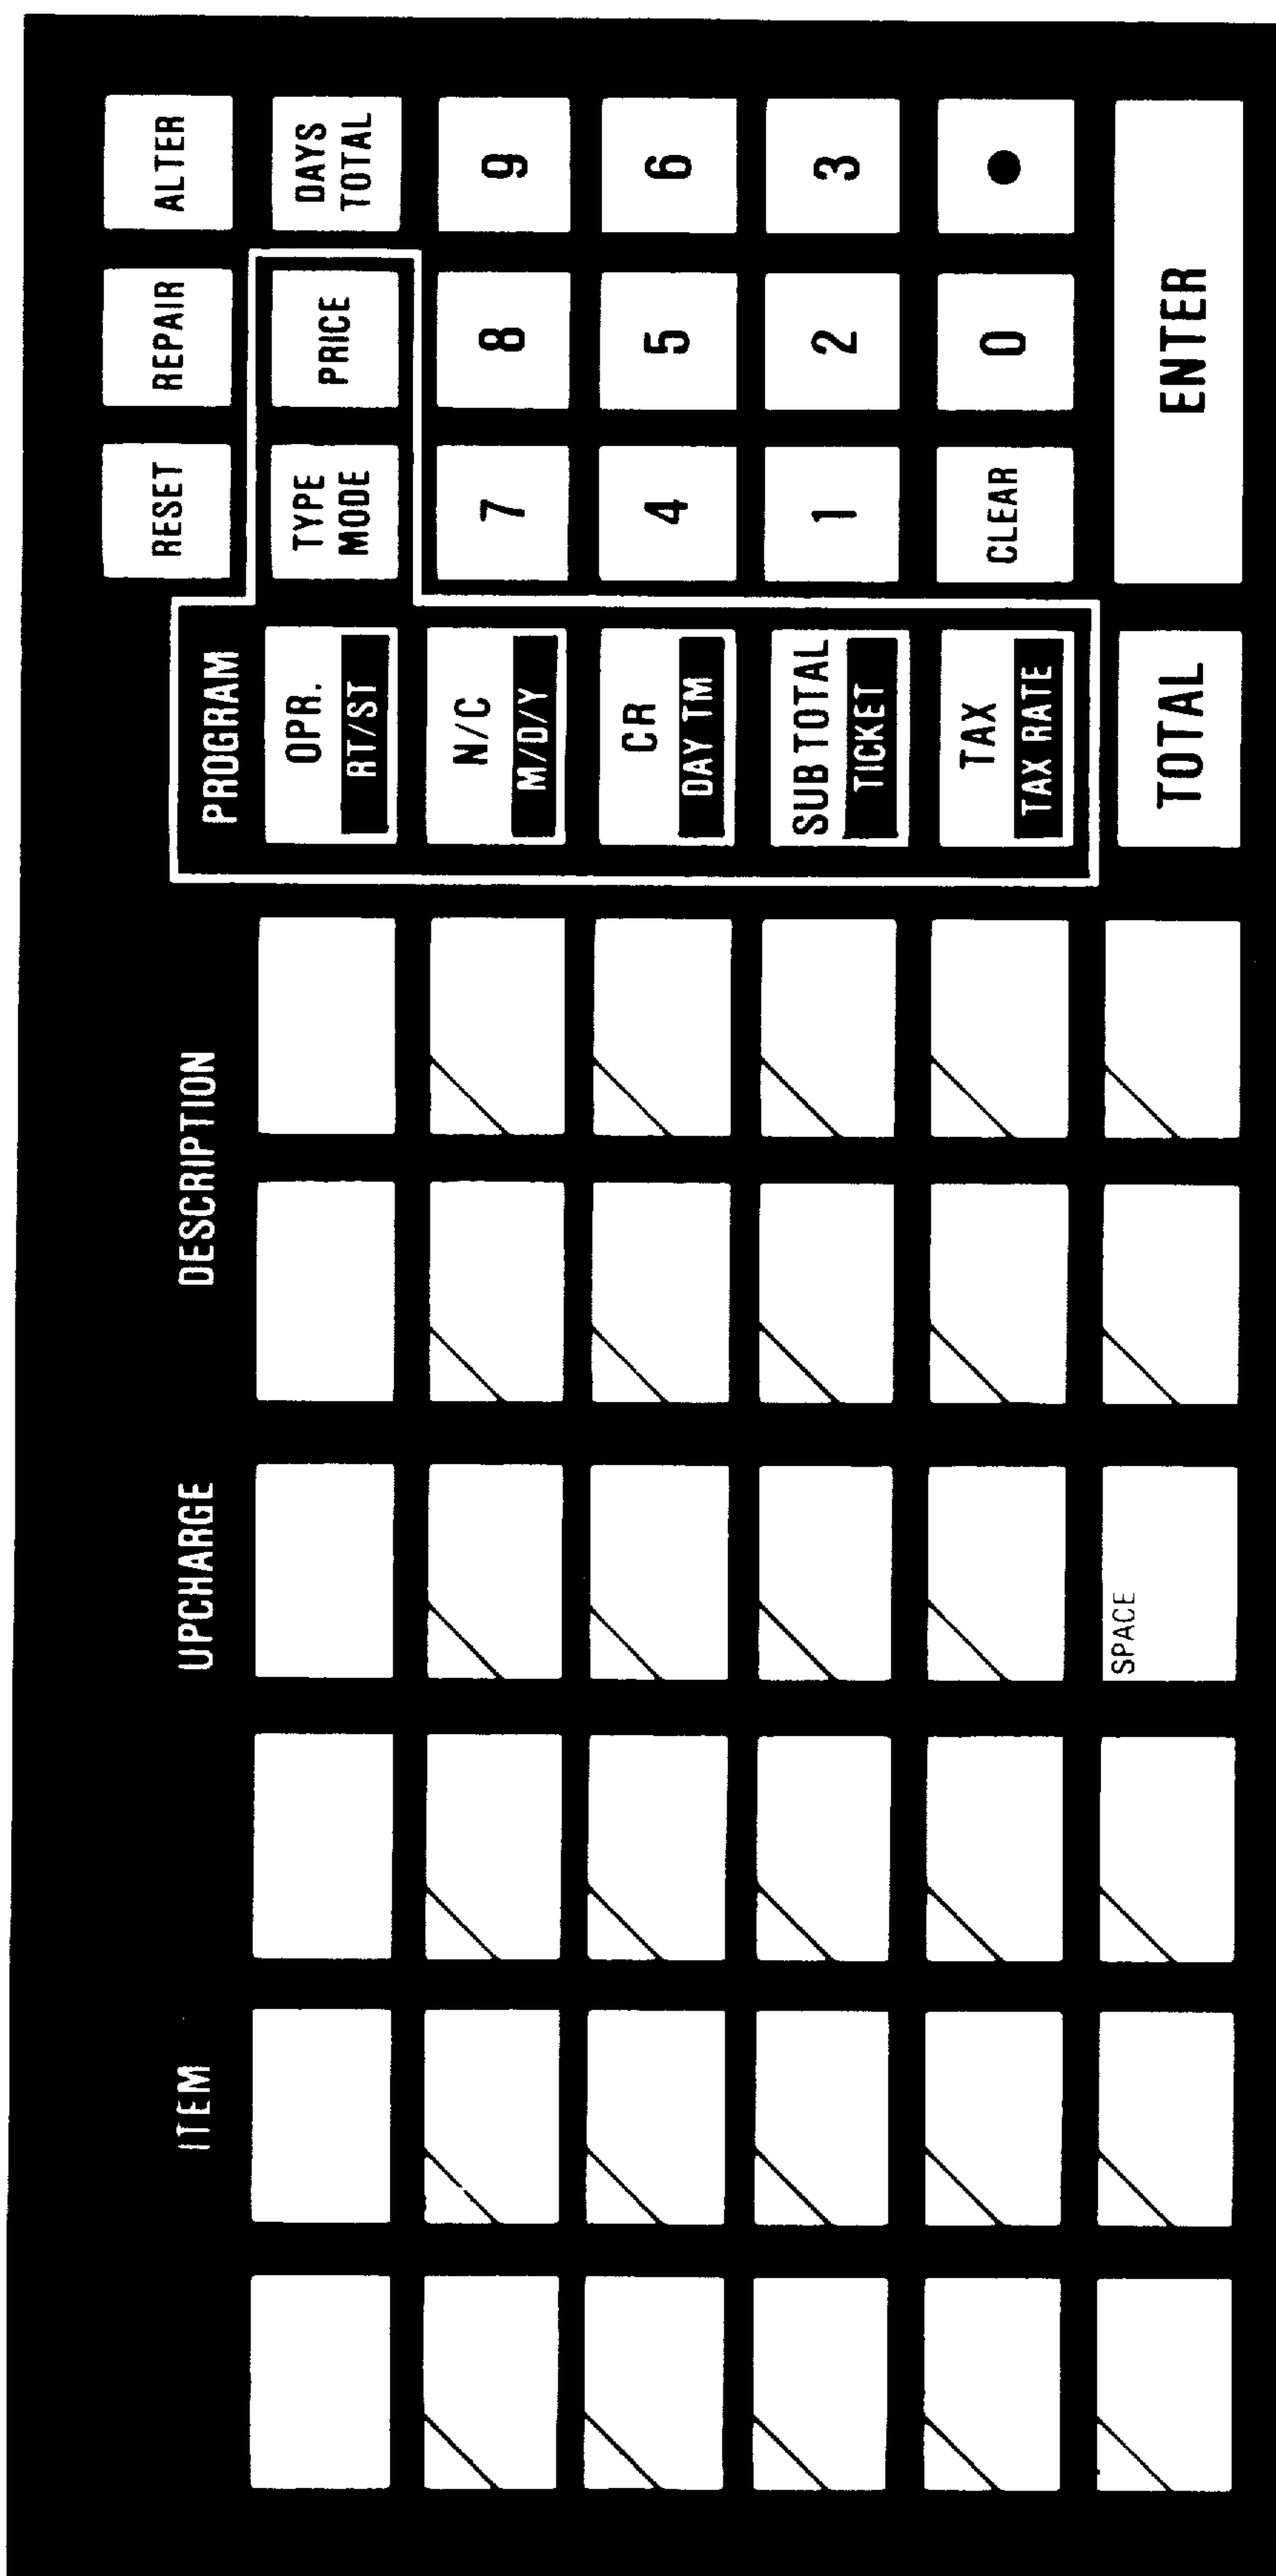 RESET REPAIR ALTER
ITEM UPCHARGE DESCRIPTION PROGRAM
OPR.
RT/ST
TYPE
MODE
PRICE
DAYS
TOTAL
N/C
M/D/Y
7 8 9
CR
DAY TM
4 5 6
SUB TOTAL
TICKET
1 2 3
TAX
TAX RATE
CLEAR 0 •
SPACE
TOTAL
ENTER